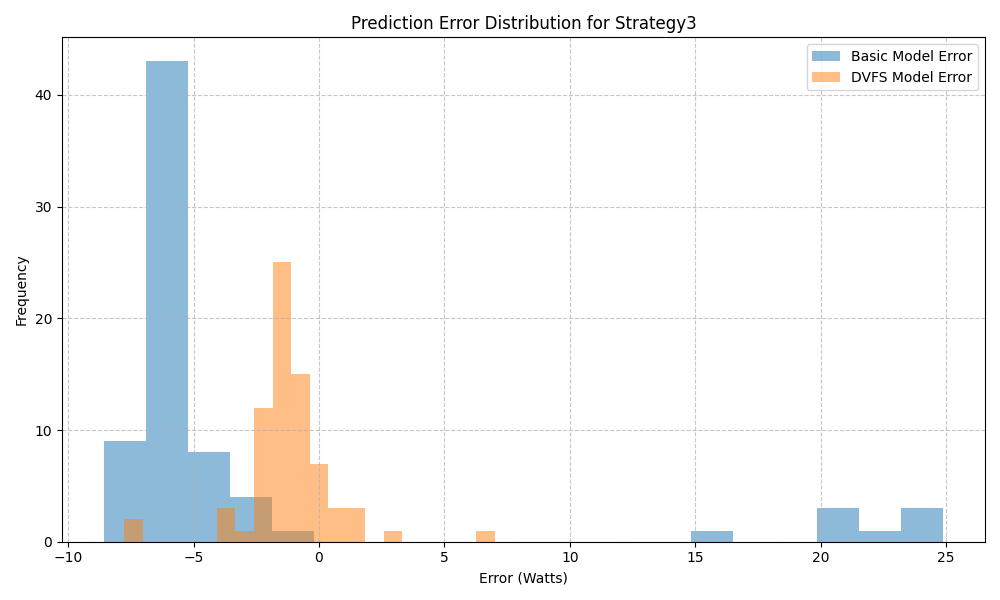 Prediction Error Distribution for Strategy3
Basic Model Error
DVFS Model Error
40
30
20
10
0
Frequency
−10
−5
0
5
10
15
20
25
Error (Watts)